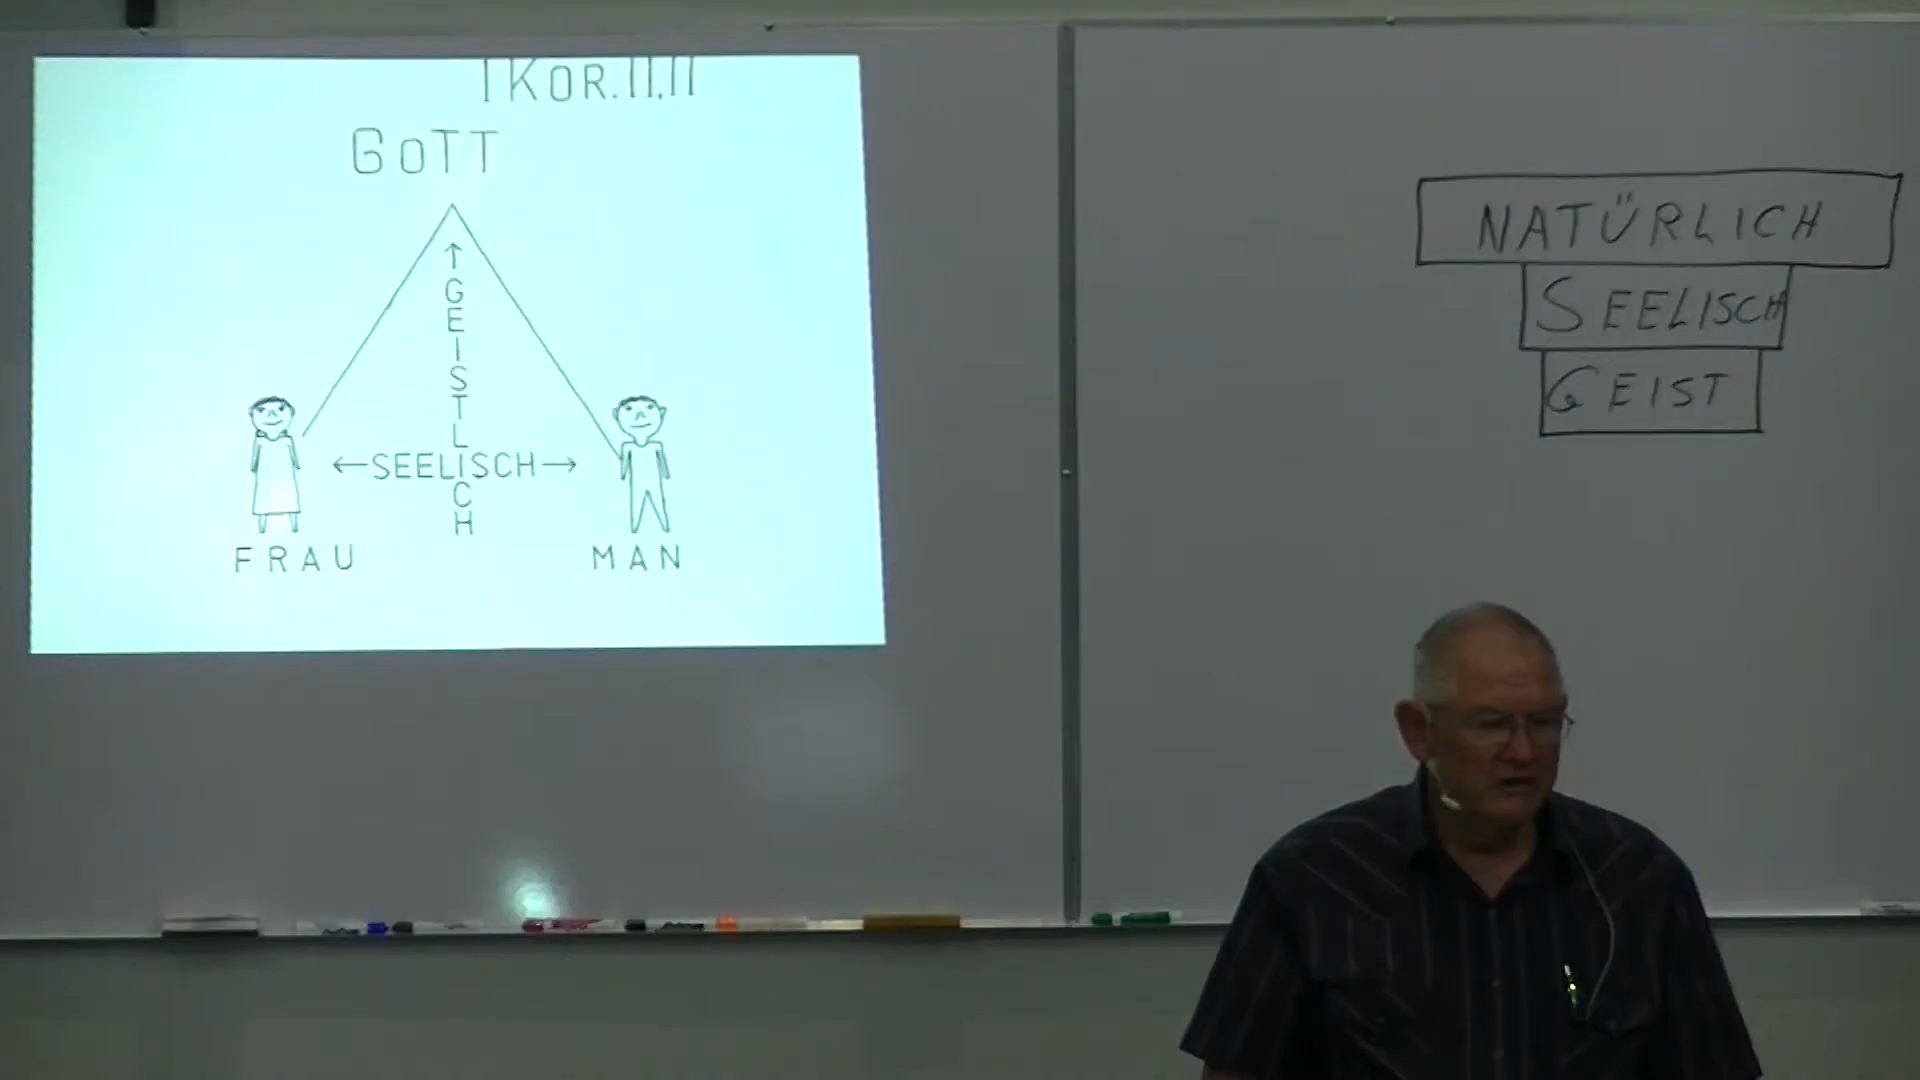 I KOR. 11, 11
GOTT
↑
GEISTLICH
←SEELISCH→
FRAU
MAN
NATÜRLICH
SEELISCH
GEIST